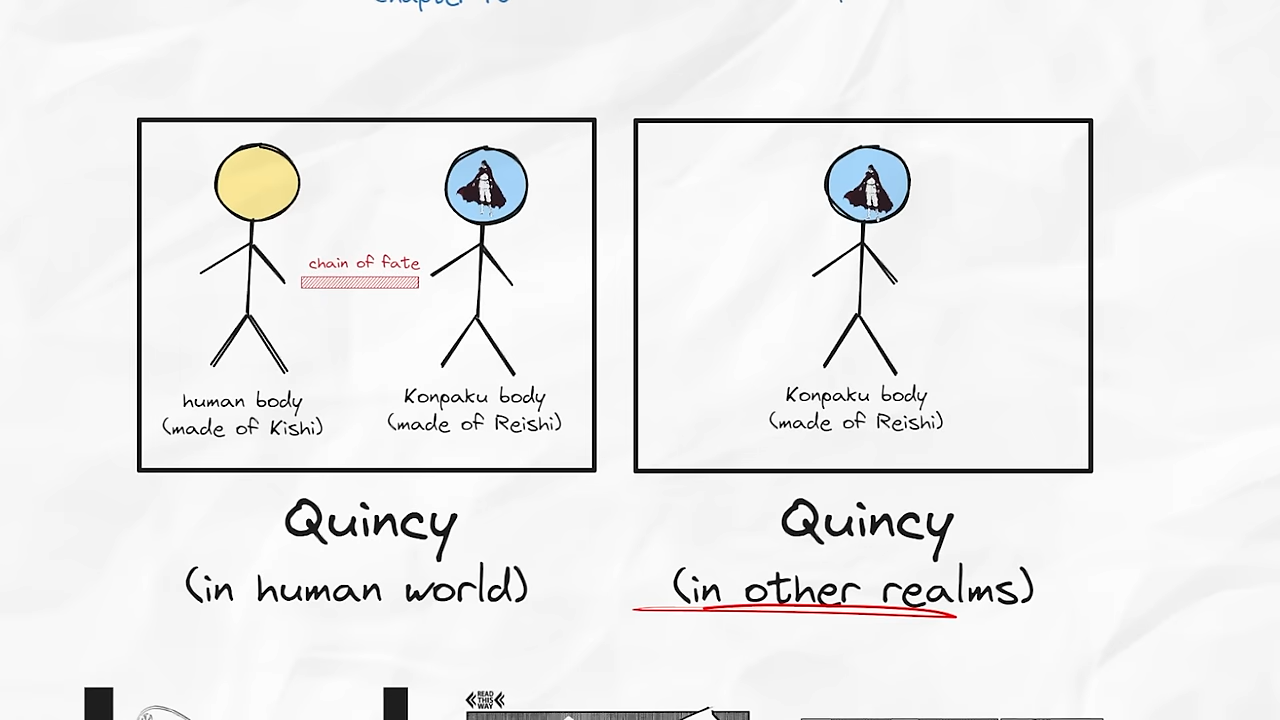 chain of fate
human body
(made of Kishi)
Konpaku body
(made of Reishi)
Konpaku body
(made of Reishi)
Quincy
(in human world)
Quincy
(in other realms)
READ
THIS
WAY